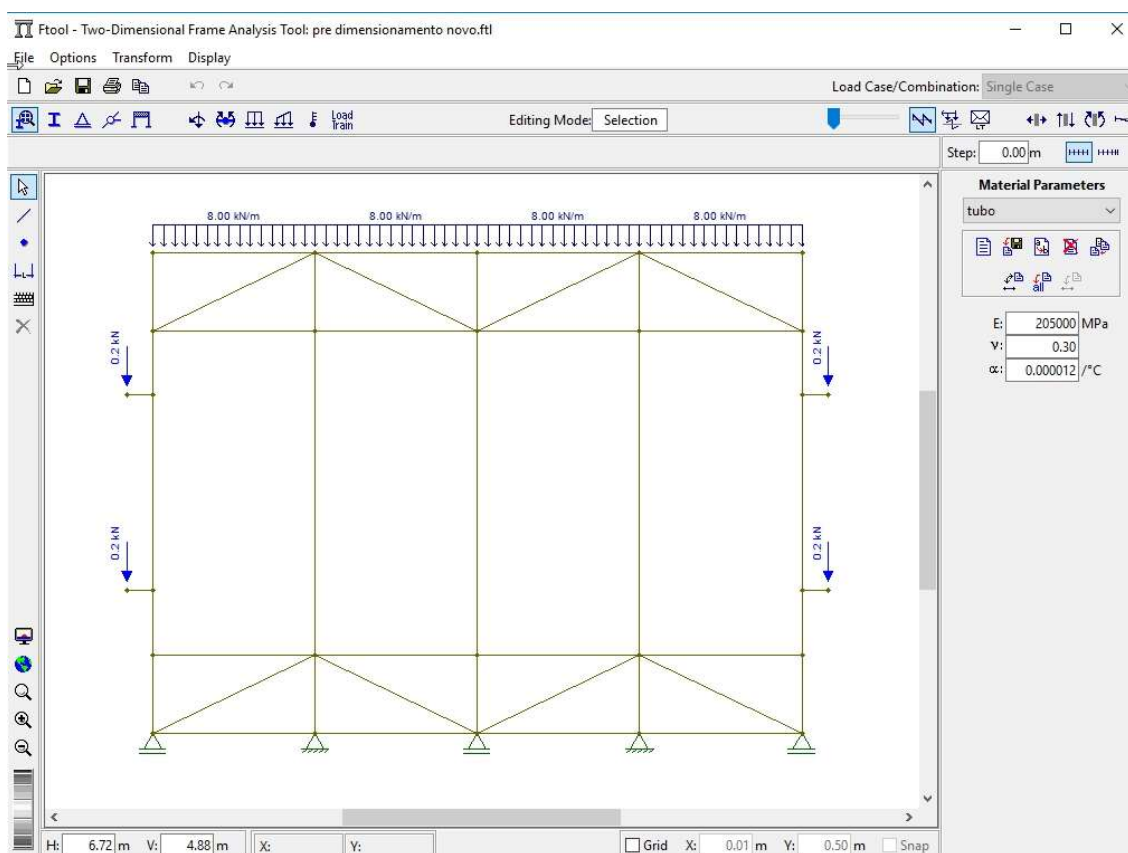 Ftool - Two-Dimensional Frame Analysis Tool: pre dimensionamento novo.ftl
File Options Transform Display
Load Case/Combination: Single Case
Load Train
Editing Mode: Selection
LT
Step: 0.00 m
Material Parameters
tubo
all
E: 205000 MPa
ν: 0.30
α: 0.000012 /°C
L
8.00 kN/m 8.00 kN/m 8.00 kN/m 8.00 kN/m
0.2 kN 0.2 kN
0.2 kN 0.2 kN
H: 6.72 m V: 4.88 m X: Y: Grid X: 0.01 m Y: 0.50 m Snap